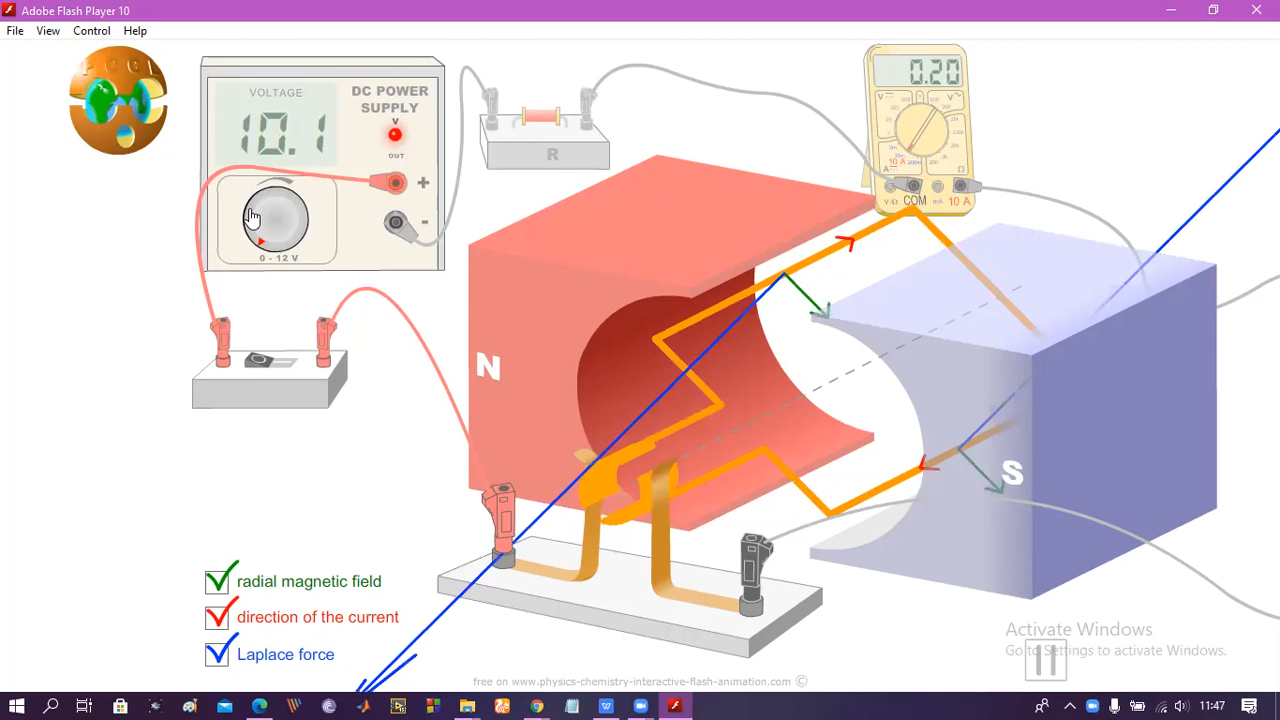 Adobe Flash Player 10
File View Control Help
VOLTAGE
10.1
DC POWER
SUPPLY
V
OUT
+
-
0 - 12 V
R
0.20
10 A
COM
10 A
N
S
radial magnetic field
direction of the current
Laplace force
Activate Windows
Go to Settings to activate Windows.
free on www.physics-chemistry-interactive-flash-animation.com ©
11:47